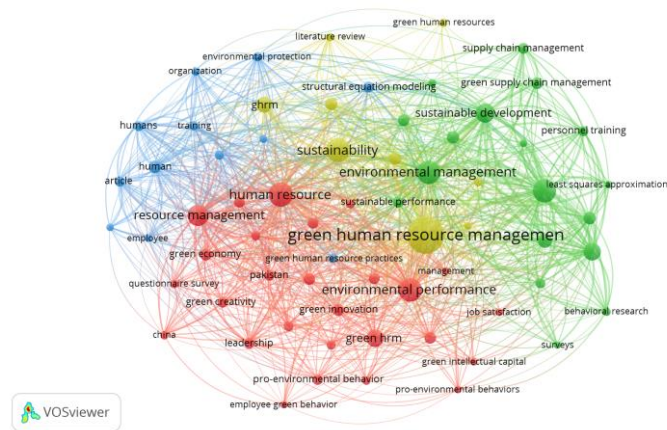 green human resources
literature review
supply chain management
environmental protection
organization
structural equation modeling
green supply chain management
ghrm
sustainable development
humans
training
personnel training
sustainability
human
environmental management
article
human resource
least squares approximation
sustainable performance
resource management
green human resource managemen
employee
green economy
green human resource practices
pakistan
management
questionnaire survey
environmental performance
green creativity
green innovation
job satisfaction
behavioral research
china
leadership
green hrm
surveys
green intellectual capital
pro-environmental behavior
pro-environmental behaviors
employee green behavior
VOSviewer